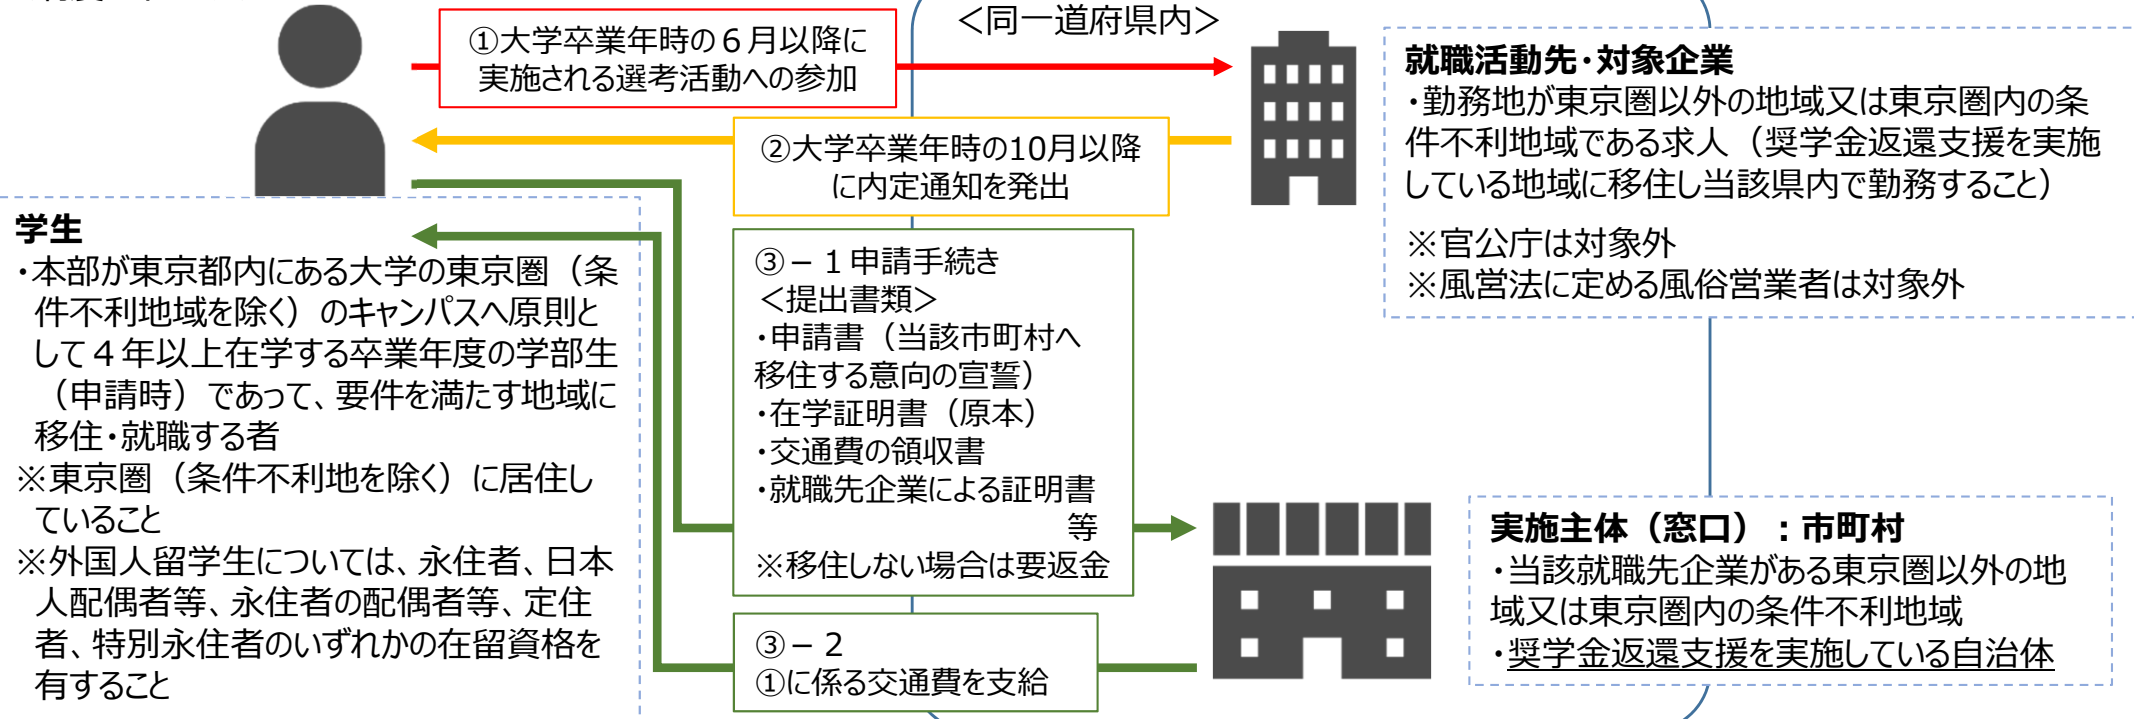 ①大学卒業年時の６月以降に
実施される選考活動への参加
＜同一道府県内＞
②大学卒業年時の10月以降
に内定通知を発出
就職活動先・対象企業
・勤務地が東京圏以外の地域又は東京圏内の条
件不利地域である求人（奨学金返還支援を実施
している地域に移住し当該県内で勤務すること）
※官公庁は対象外
※風営法に定める風俗営業者は対象外
学生
・本部が東京都内にある大学の東京圏（条
件不利地域を除く）のキャンパスへ原則と
して４年以上在学する卒業年度の学部生
（申請時）であって、要件を満たす地域に
移住・就職する者
※東京圏（条件不利地を除く）に居住し
ていること
※外国人留学生については、永住者、日本
人配偶者等、永住者の配偶者等、定住
者、特別永住者のいずれかの在留資格を
有すること
③－１申請手続き
＜提出書類＞
・申請書（当該市町村へ
移住する意向の宣誓）
・在学証明書（原本）
・交通費の領収書
・就職先企業による証明書
等
※移住しない場合は要返金
③－２
①に係る交通費を支給
実施主体（窓口）：市町村
・当該就職先企業がある東京圏以外の地
域又は東京圏内の条件不利地域
・奨学金返還支援を実施している自治体